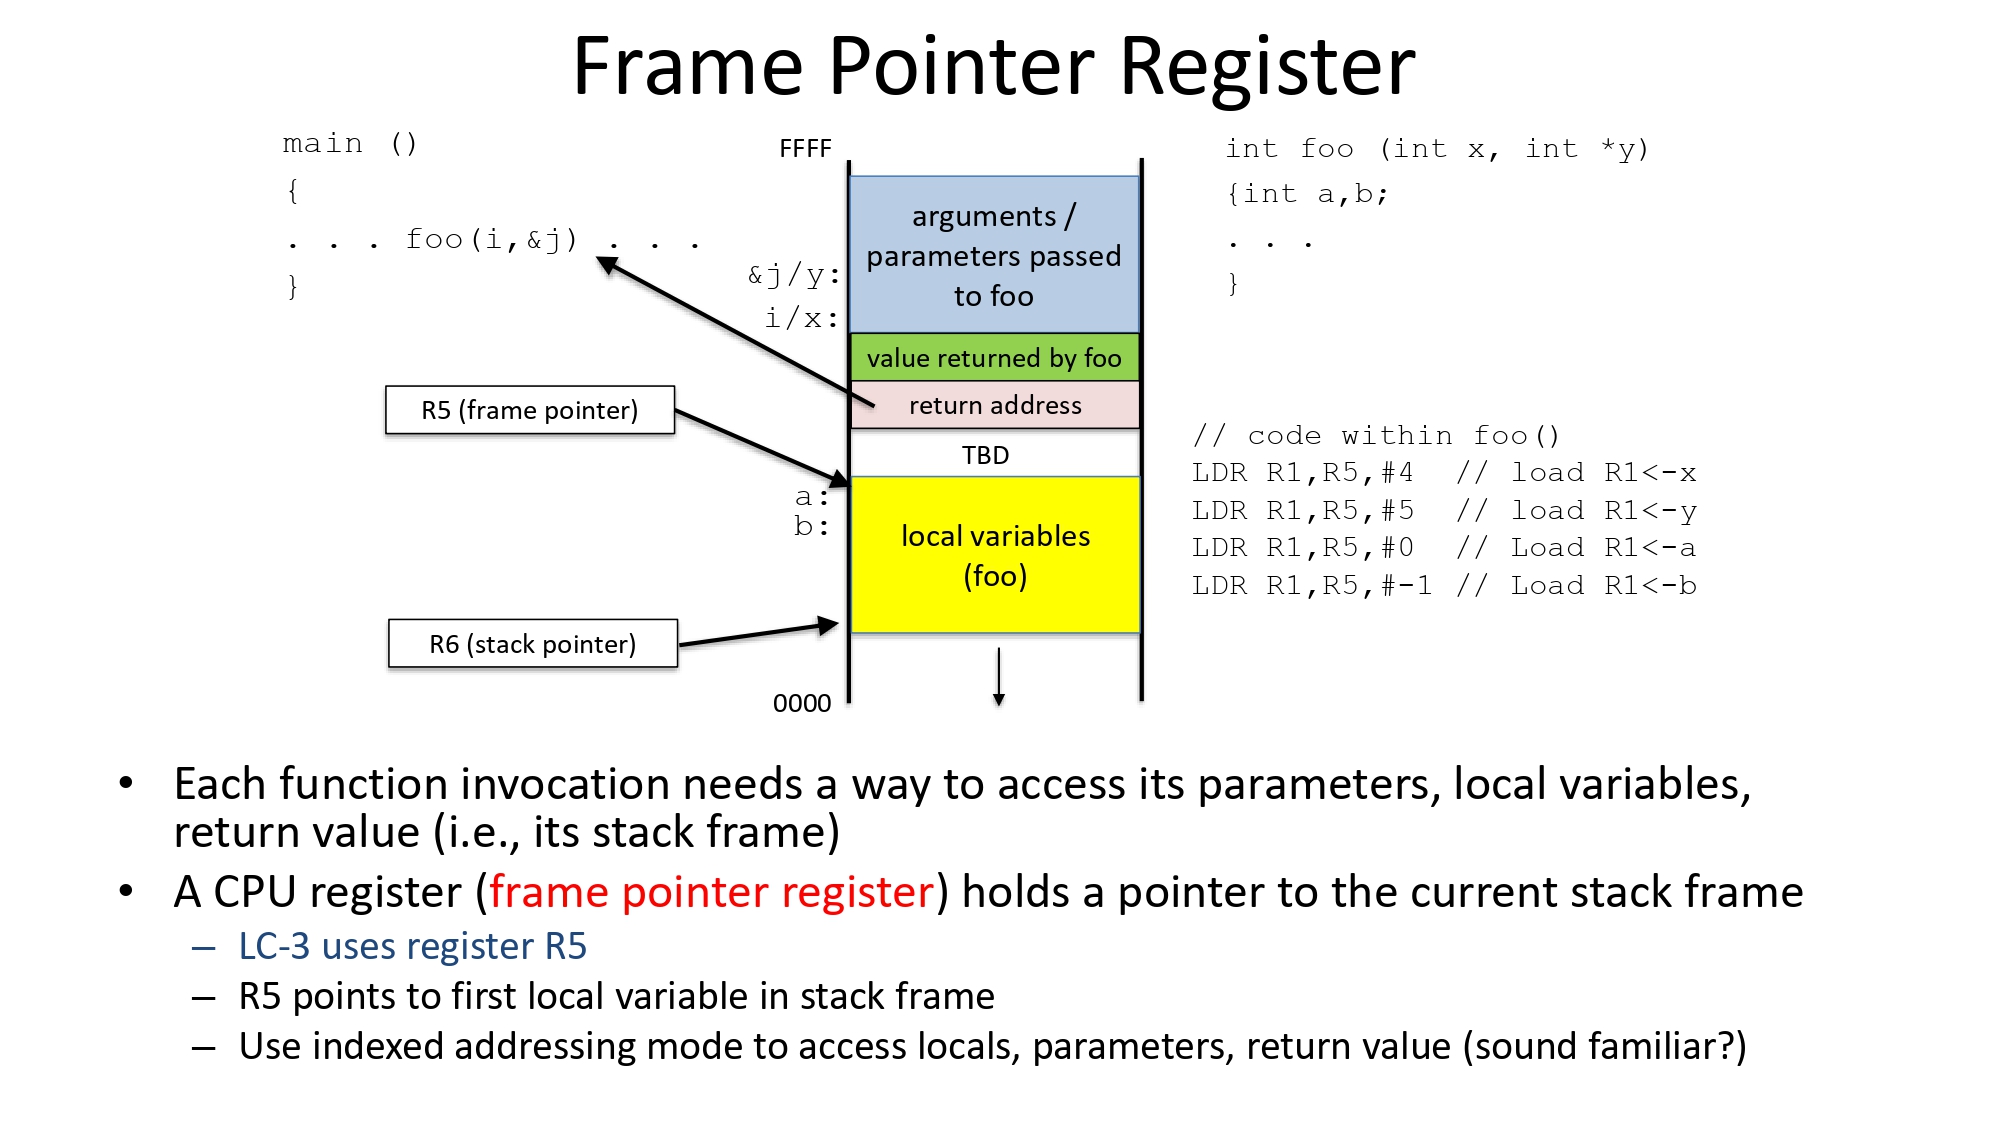 Frame Pointer Register
main ()
{
. . . foo(i,&j) . . .
}
FFFF
&j/y:
i/x:
arguments /
parameters passed
to foo
value returned by foo
return address
TBD
a:
b:
local variables
(foo)
R5 (frame pointer)
R6 (stack pointer)
0000
int foo (int x, int *y)
{int a,b;
. . .
}
// code within foo()
LDR R1,R5,#4 // load R1<-x
LDR R1,R5,#5 // load R1<-y
LDR R1,R5,#0 // Load R1<-a
LDR R1,R5,#-1 // Load R1<-b
• Each function invocation needs a way to access its parameters, local variables,
return value (i.e., its stack frame)
• A CPU register (frame pointer register) holds a pointer to the current stack frame
– LC-3 uses register R5
– R5 points to first local variable in stack frame
– Use indexed addressing mode to access locals, parameters, return value (sound familiar?)